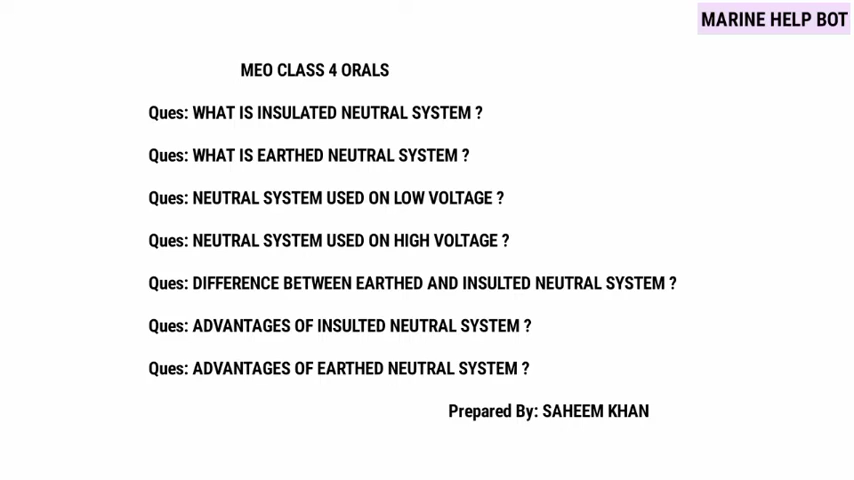 MARINE HELP BOT
MEO CLASS 4 ORALS
Ques: WHAT IS INSULATED NEUTRAL SYSTEM ?
Ques: WHAT IS EARTHED NEUTRAL SYSTEM ?
Ques: NEUTRAL SYSTEM USED ON LOW VOLTAGE ?
Ques: NEUTRAL SYSTEM USED ON HIGH VOLTAGE ?
Ques: DIFFERENCE BETWEEN EARTHED AND INSULTED NEUTRAL SYSTEM ?
Ques: ADVANTAGES OF INSULTED NEUTRAL SYSTEM ?
Ques: ADVANTAGES OF EARTHED NEUTRAL SYSTEM ?
Prepared By: SAHEEM KHAN